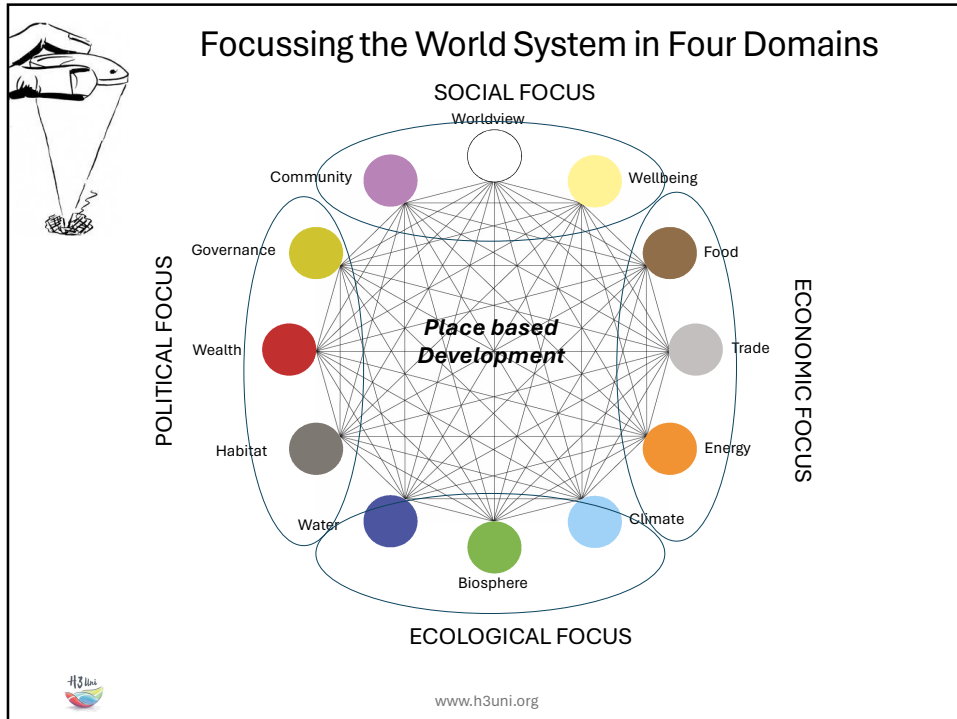 Focussing the World System in Four Domains
SOCIAL FOCUS
Worldview
Community
Wellbeing
Governance
Food
POLITICAL FOCUS
ECONOMIC FOCUS
Place based
Development
Wealth
Trade
Habitat
Energy
Water
Climate
Biosphere
ECOLOGICAL FOCUS
H3Uni
www.h3uni.org